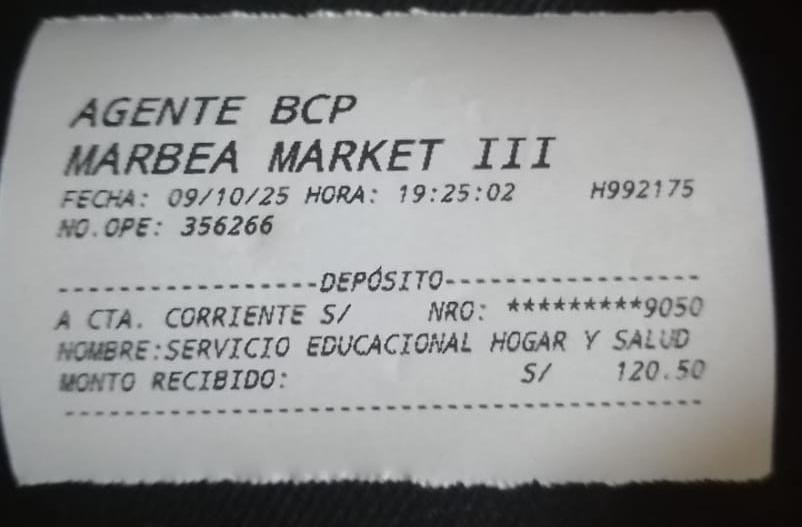 AGENTE BCP
MARBEA MARKET III
FECHA: 09/10/25 HORA: 19:25:02 H992175
NO.OPE: 356266
-----------------DEPÓSITO-----------------
A CTA. CORRIENTE S/ NRO: *********9050
NOMBRE:SERVICIO EDUCACIONAL HOGAR Y SALUD
MONTO RECIBIDO: S/ 120.50
------------------------------------------